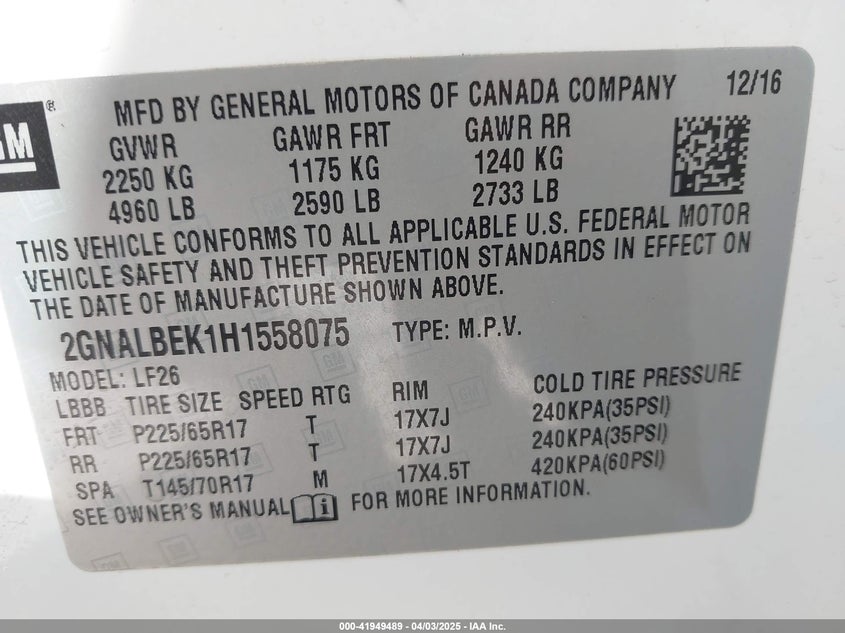 GM ®
MFD BY GENERAL MOTORS OF CANADA COMPANY 12/16
GVWR GAWR FRT GAWR RR
2250 KG 1175 KG 1240 KG
4960 LB 2590 LB 2733 LB
THIS VEHICLE CONFORMS TO ALL APPLICABLE U.S. FEDERAL MOTOR
VEHICLE SAFETY AND THEFT PREVENTION STANDARDS IN EFFECT ON
THE DATE OF MANUFACTURE SHOWN ABOVE.
2GNALBEK1H1558075 TYPE: M.P.V.
MODEL: LF26
LBBB TIRE SIZE SPEED RTG RIM COLD TIRE PRESSURE
FRT P225/65R17 T 17X7J 240KPA(35PSI)
RR P225/65R17 T 17X7J 240KPA(35PSI)
SPA T145/70R17 M 17X4.5T 420KPA(60PSI)
SEE OWNER'S MANUAL i FOR MORE INFORMATION.
000-41949489 - 04/03/2025 - IAA Inc.